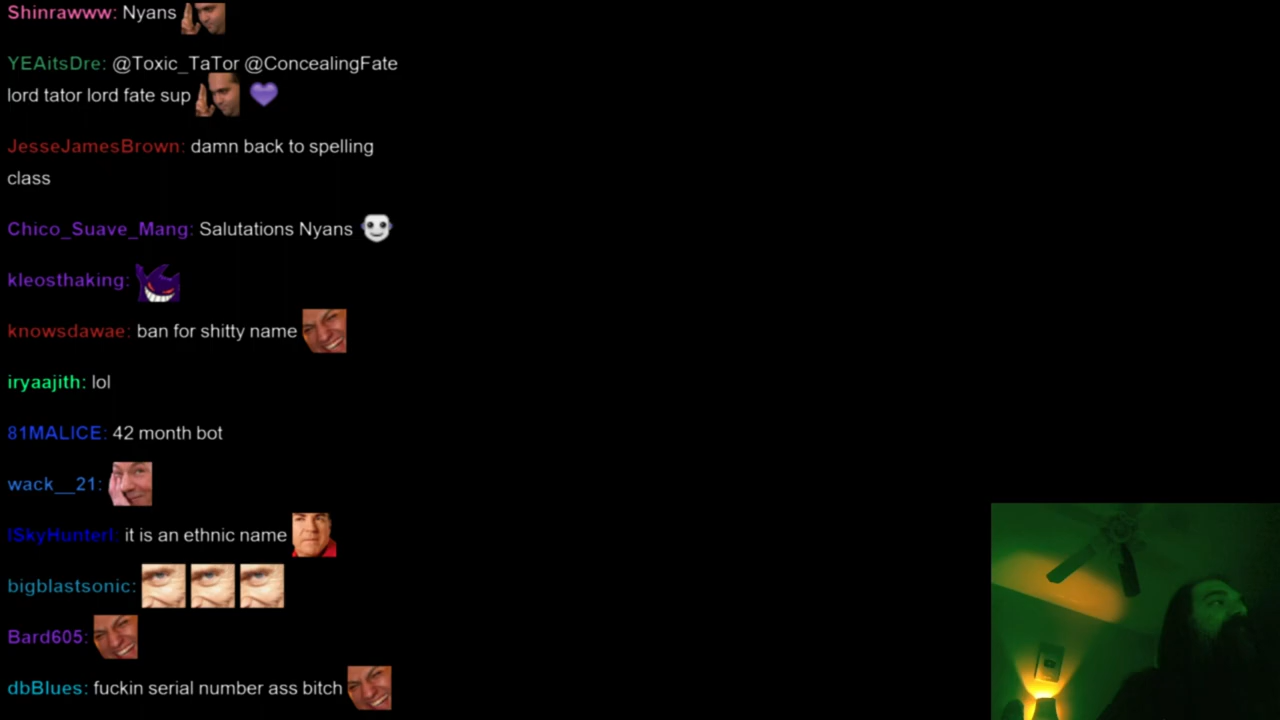 Shinrawww: Nyans
YEAitsDre: @Toxic_TaTor @ConcealingFate
lord tator lord fate sup
JesseJamesBrown: damn back to spelling
class
Chico_Suave_Mang: Salutations Nyans
kleosthaking:
knowsdawae: ban for shitty name
iryaajith: lol
81MALICE: 42 month bot
wack__21:
ISkyHunterI: it is an ethnic name
bigblastsonic:
Bard605:
dbBlues: fuckin serial number ass bitch